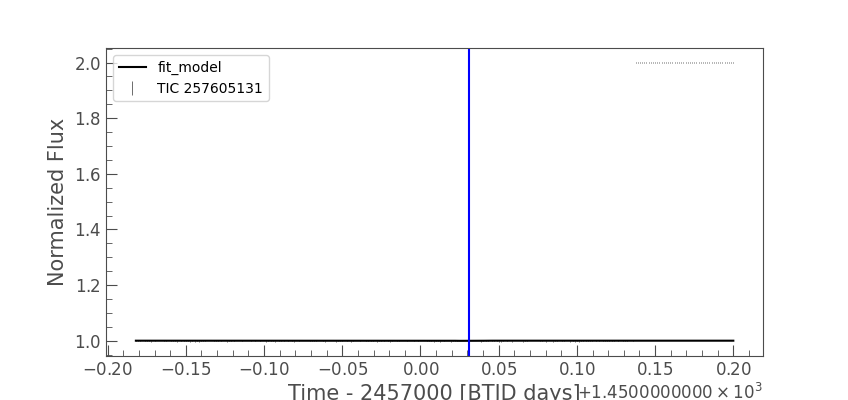 fit_model
TIC 257605131
Normalized Flux
2.0
1.8
1.6
1.4
1.2
1.0
−0.20 −0.15 −0.10 −0.05 0.00 0.05 0.10 0.15 0.20
Time - 2457000 [BTJD days]
+1.4500000000 × 10³